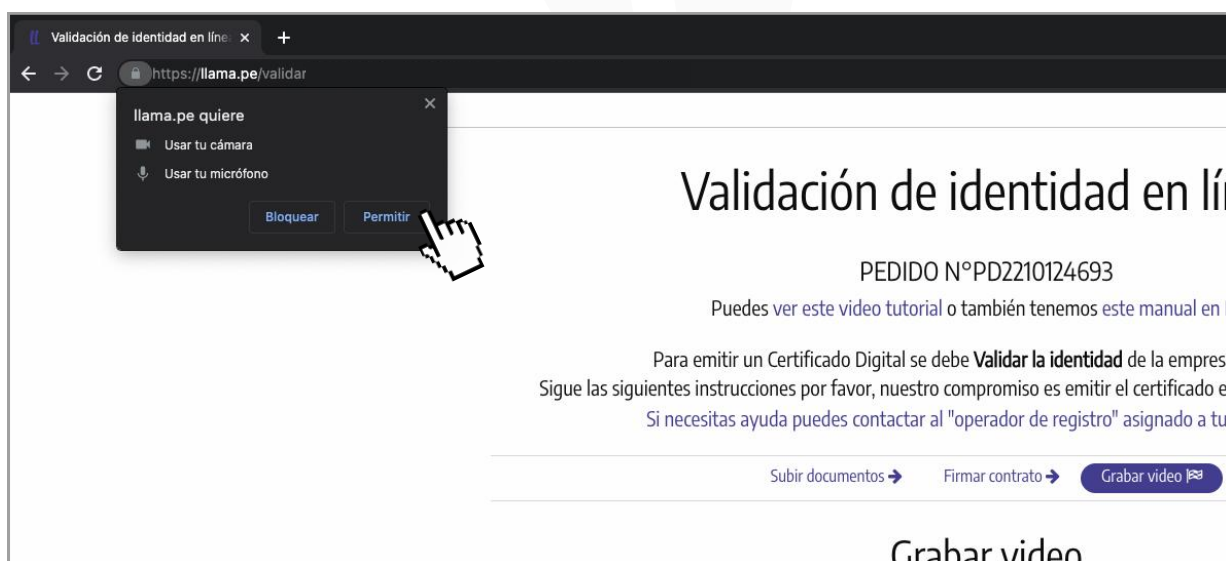 Validación de identidad en líne
https://llama.pe/validar
llama.pe quiere
Usar tu cámara
Usar tu micrófono
Bloquear Permitir
Validación de identidad en lí
PEDIDO N°PD2210124693
Puedes ver este video tutorial o también tenemos este manual en
Para emitir un Certificado Digital se debe Validar la identidad de la empres
Sigue las siguientes instrucciones por favor, nuestro compromiso es emitir el certificado e
Si necesitas ayuda puedes contactar al "operador de registro" asignado a tu
Subir documentos Firmar contrato Grabar video
Grabar video